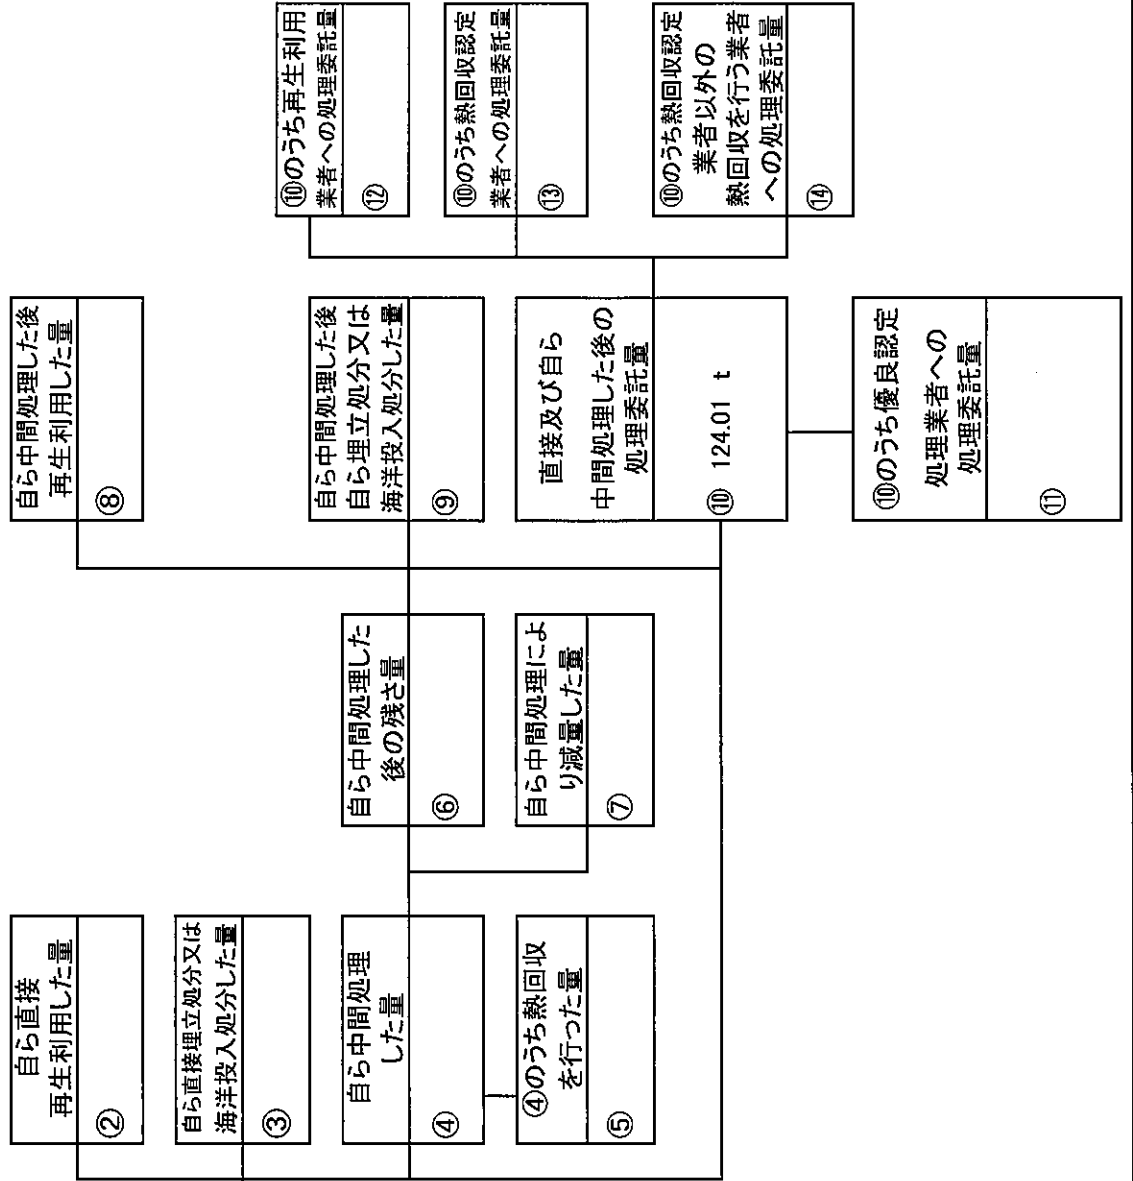 自ら直接
再生利用した量
②
自ら直接埋立処分又は
海洋投入処分した量
③
自ら中間処理
した量
④
④のうち熱回収
を行った量
⑤
自ら中間処理した
後の残さ量
⑥
自ら中間処理によ
り減量した量
⑦
自ら中間処理した後
再生利用した量
⑧
自ら中間処理した後
自ら埋立処分又は
海洋投入処分した量
⑨
直接及び自ら
中間処理した後の
処理委託量
⑩ 124.01 t
⑩のうち優良認定
処理業者への
処理委託量
⑪
⑩のうち再生利用
業者への処理委託量
⑫
⑩のうち熱回収認定
業者への処理委託量
⑬
⑩のうち熱回収認定
業者以外の
熱回収を行う業者
への処理委託量
⑭